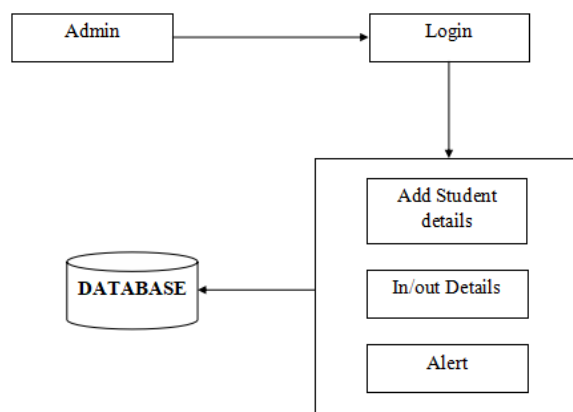 Admin
Login
Add Student
details
DATABASE
In/out Details
Alert